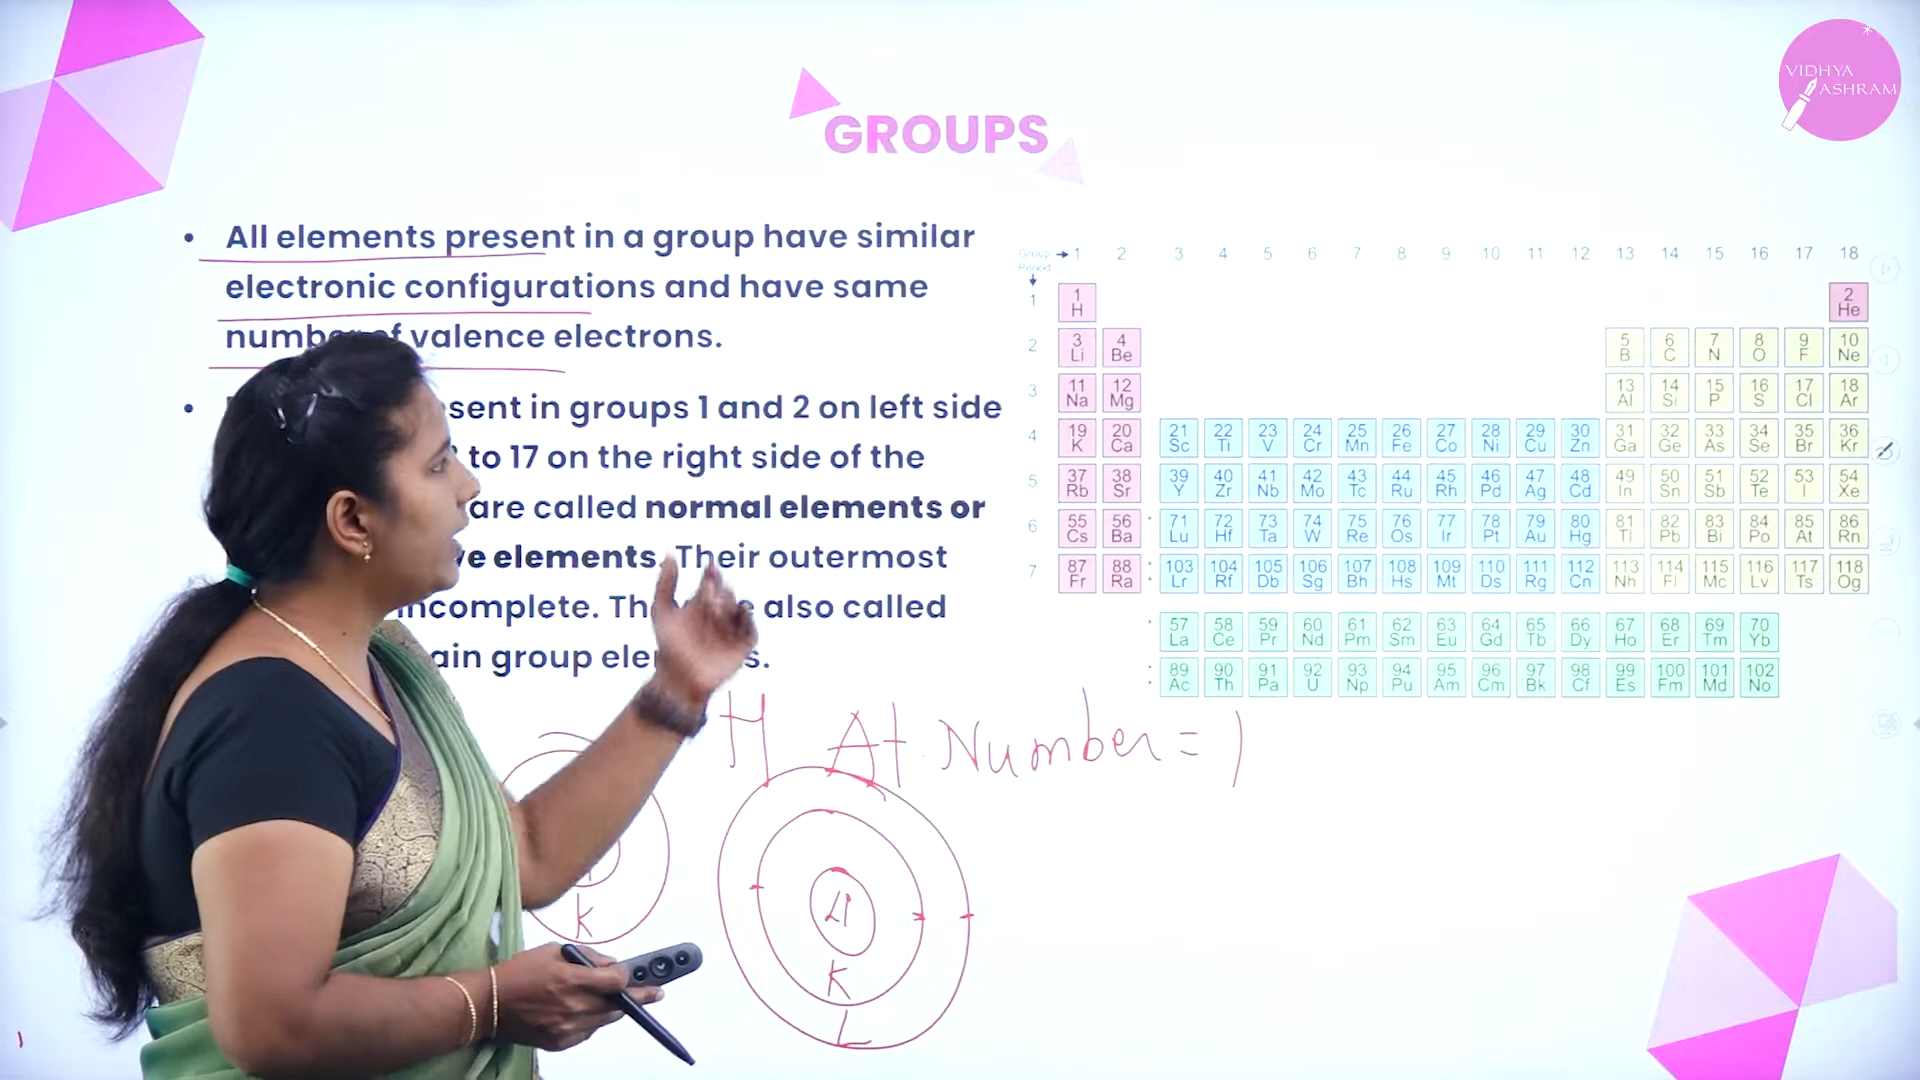 VIDHYA
ASHRAM
GROUPS
• All elements present in a group have similar
electronic configurations and have same
number of valence electrons.
• sent in groups 1 and 2 on left side
to 17 on the right side of the
are called normal elements or
elements. Their outermost
incomplete. also called
group
Group → 1 2 3 4 5 6 7 8 9 10 11 12 13 14 15 16 17 18
Period
↓
1 1 2
H He
2 3 4 5 6 7 8 9 10
Li Be B C N O F Ne
3 11 12 13 14 15 16 17 18
Na Mg Al Si P S Cl Ar
4 19 20 21 22 23 24 25 26 27 28 29 30 31 32 33 34 35 36
K Ca Sc Ti V Cr Mn Fe Co Ni Cu Zn Ga Ge As Se Br Kr
5 37 38 39 40 41 42 43 44 45 46 47 48 49 50 51 52 53 54
Rb Sr Y Zr Nb Mo Tc Ru Rh Pd Ag Cd In Sn Sb Te I Xe
6 55 56 71 72 73 74 75 76 77 78 79 80 81 82 83 84 85 86
Cs Ba Lu Hf Ta W Re Os Ir Pt Au Hg Tl Pb Bi Po At Rn
7 87 88 103 104 105 106 107 108 109 110 111 112 113 114 115 116 117 118
Fr Ra Lr Rf Db Sg Bh Hs Mt Ds Rg Cn Nh Fl Mc Lv Ts Og
57 58 59 60 61 62 63 64 65 66 67 68 69 70
La Ce Pr Nd Pm Sm Eu Gd Tb Dy Ho Er Tm Yb
89 90 91 92 93 94 95 96 97 98 99 100 101 102
Ac Th Pa U Np Pu Am Cm Bk Cf Es Fm Md No
H At. Number = 1
K
Li
K
L